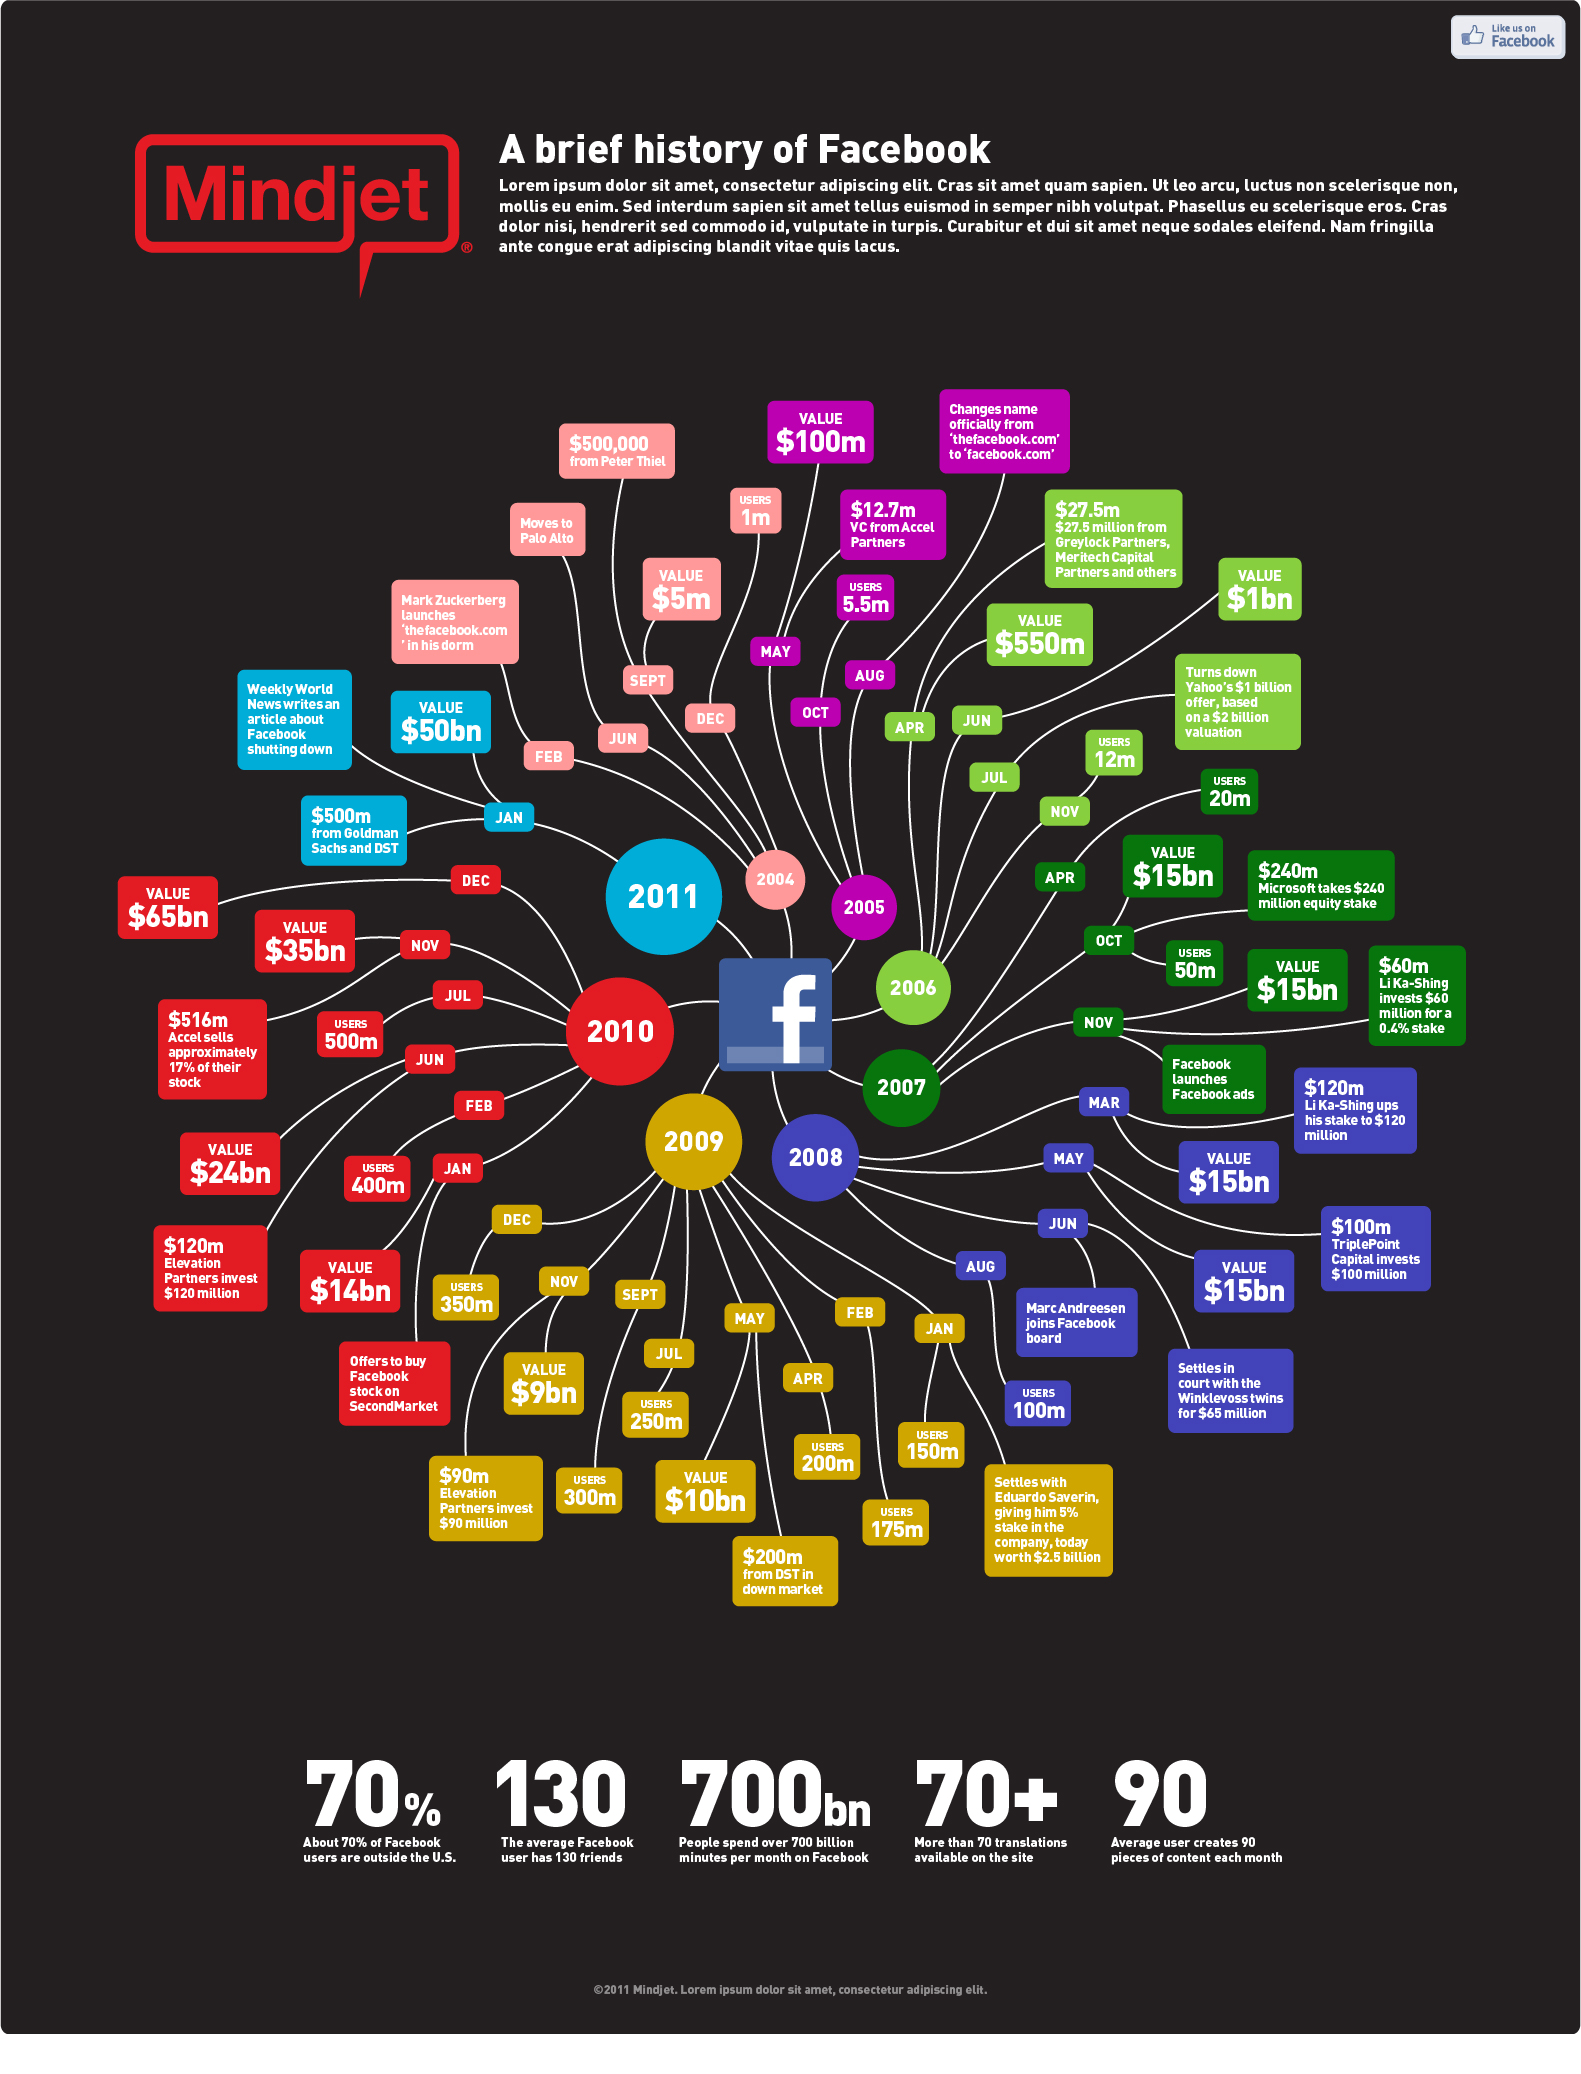 Like us on
Facebook
Mindjet
®
A brief history of Facebook
Lorem ipsum dolor sit amet, consectetur adipiscing elit. Cras sit amet quam sapien. Ut leo arcu, luctus non scelerisque non,
mollis eu enim. Sed interdum sapien sit amet tellus euismod in semper nibh volutpat. Phasellus eu scelerisque eros. Cras
dolor nisi, hendrerit sed commodo id, vulputate in turpis. Curabitur et dui sit amet neque sodales eleifend. Nam fringilla
ante congue erat adipiscing blandit vitae quis lacus.
f
2004
FEB
Mark Zuckerberg
launches
‘thefacebook.com
’ in his dorm
JUN
Moves to
Palo Alto
SEPT
$500,000
from Peter Thiel
VALUE
$5m
DEC
USERS
1m
2005
MAY
VALUE
$100m
$12.7m
VC from Accel
Partners
OCT
USERS
5.5m
AUG
Changes name
officially from
‘thefacebook.com’
to ‘facebook.com’
2006
APR
$27.5m
$27.5 million from
Greylock Partners,
Meritech Capital
Partners and others
VALUE
$550m
JUN
VALUE
$1bn
JUL
Turns down
Yahoo’s $1 billion
offer, based
on a $2 billion
valuation
NOV
USERS
12m
2007
APR
USERS
20m
OCT
VALUE
$15bn
$240m
Microsoft takes $240
million equity stake
USERS
50m
NOV
VALUE
$15bn
$60m
Li Ka-Shing
invests $60
million for a
0.4% stake
Facebook
launches
Facebook ads
2008
MAR
$120m
Li Ka-Shing ups
his stake to $120
million
VALUE
$15bn
MAY
$100m
TriplePoint
Capital invests
$100 million
VALUE
$15bn
JUN
Marc Andreesen
joins Facebook
board
Settles in
court with the
Winklevoss twins
for $65 million
AUG
USERS
100m
2009
JAN
USERS
150m
Settles with
Eduardo Saverin,
giving him 5%
stake in the
company, today
worth $2.5 billion
FEB
USERS
175m
APR
USERS
200m
MAY
VALUE
$10bn
$200m
from DST in
down market
JUL
USERS
250m
SEPT
USERS
300m
NOV
VALUE
$9bn
$90m
Elevation
Partners invest
$90 million
DEC
USERS
350m
2010
JAN
VALUE
$14bn
Offers to buy
Facebook
stock on
SecondMarket
FEB
USERS
400m
JUN
VALUE
$24bn
$120m
Elevation
Partners invest
$120 million
JUL
USERS
500m
NOV
VALUE
$35bn
$516m
Accel sells
approximately
17% of their
stock
DEC
VALUE
$65bn
2011
JAN
Weekly World
News writes an
article about
Facebook
shutting down
VALUE
$50bn
$500m
from Goldman
Sachs and DST
70%
About 70% of Facebook
users are outside the U.S.
130
The average Facebook
user has 130 friends
700bn
People spend over 700 billion
minutes per month on Facebook
70+
More than 70 translations
available on the site
90
Average user creates 90
pieces of content each month
©2011 Mindjet. Lorem ipsum dolor sit amet, consectetur adipiscing elit.